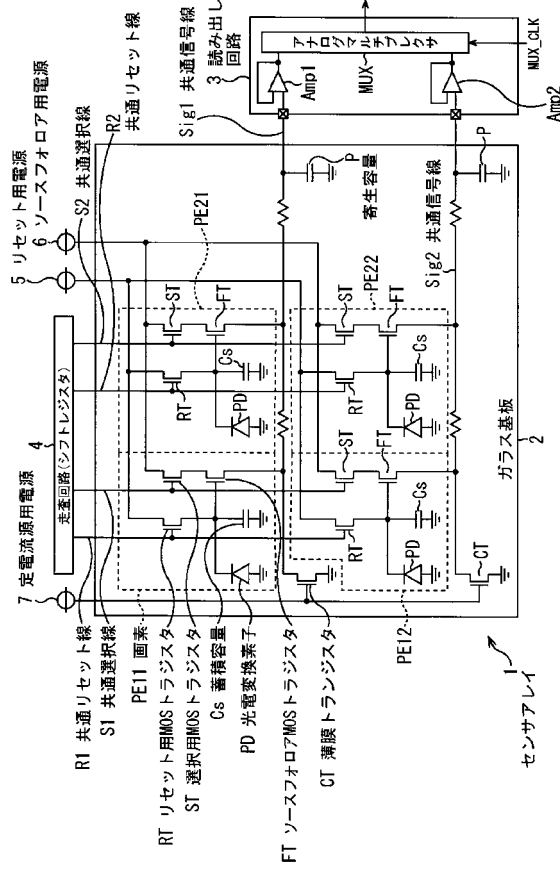 7 定電流源用電源
4
走査回路(シフトレジスタ)
5 リセット用電源
6 ソースフォロア用電源
S2 共通選択線
R2
共通リセット線
R1 共通リセット線
S1 共通選択線
PE11 画素
RT リセット用MOSトラジスタ
ST 選択用MOSトラジスタ
Cs 蓄積容量
PD 光電変換素子
FT ソースフォロアMOSトラジスタ
CT 薄膜トランジスタ
PE21
ST
FT
RT
Cs
PD
PE22
ST
FT
RT
Cs
PD
ST
FT
RT
Cs
PD
PE12
CT
Sig1 共通信号線
P
寄生容量
Sig2 共通信号線
P
3 読み出し
回路
アナログマルチプレクサ
MUX
Amp1
Amp2
MUX_CLK
ガラス基板
2
1
センサアレイ